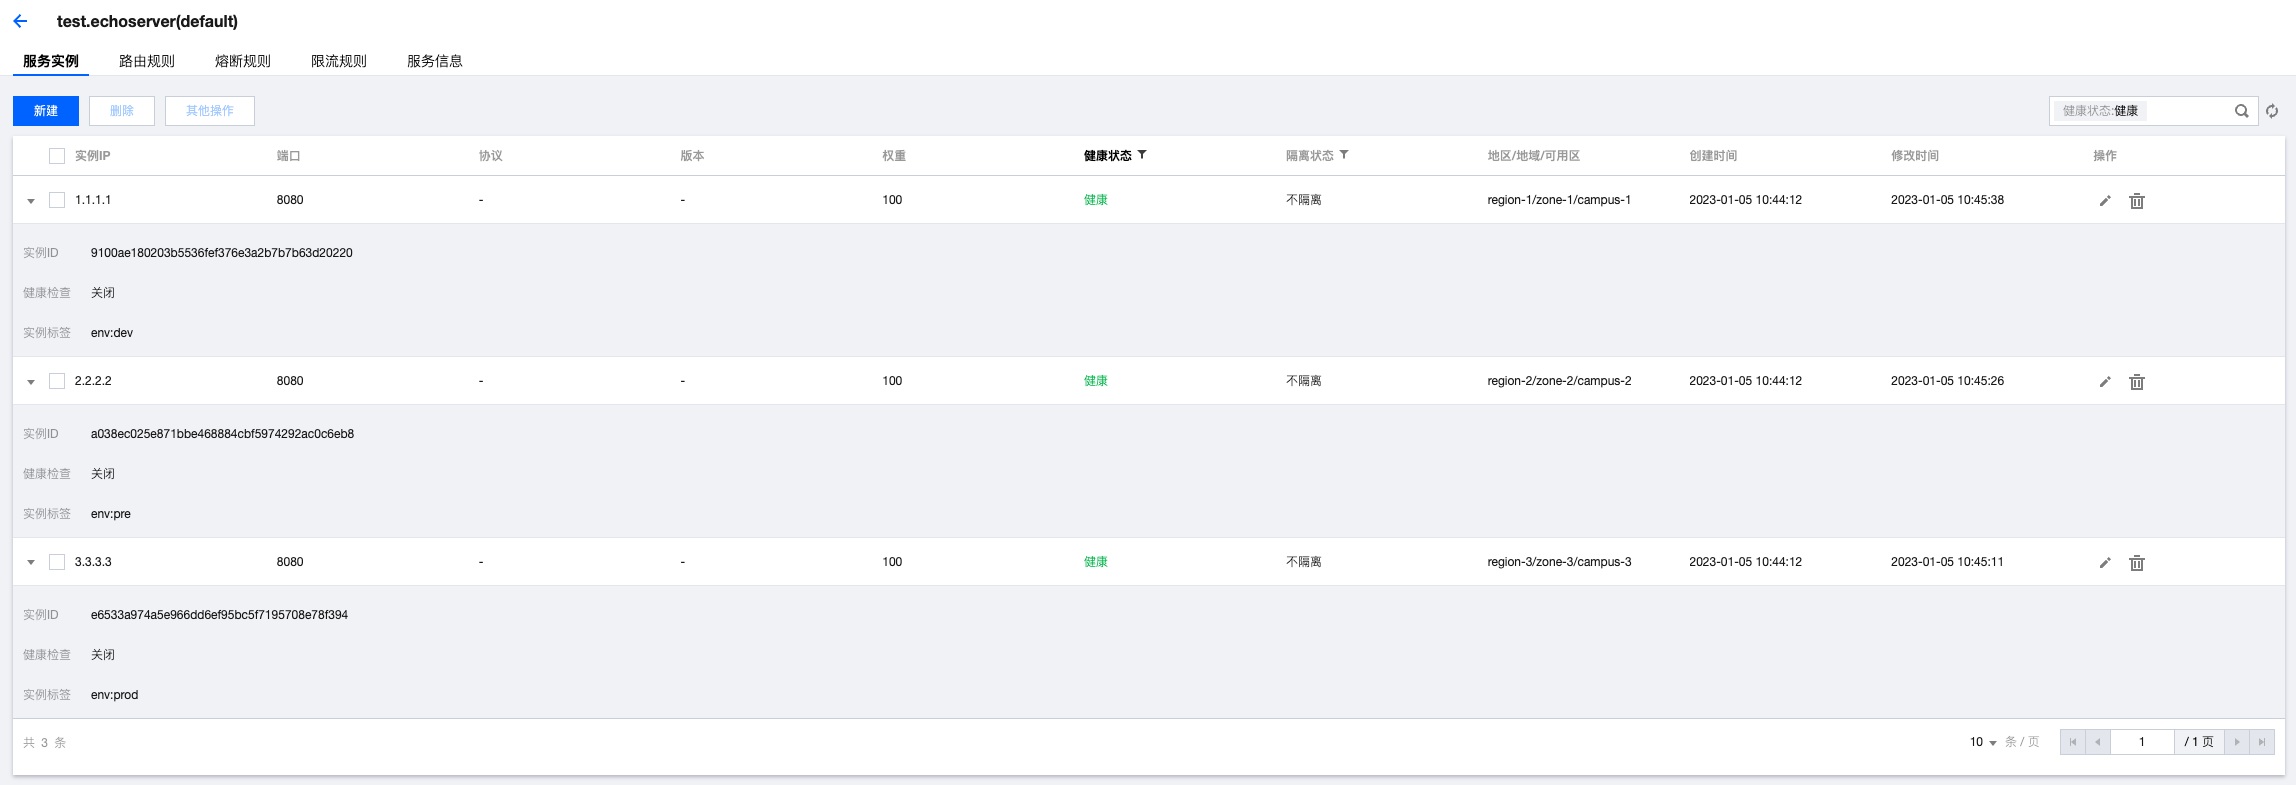 test.echoserver(default)
服务实例 路由规则 熔断规则 限流规则 服务信息
新建 删除 其他操作 健康状态:健康
实例IP 端口 协议 版本 权重 健康状态 隔离状态 地区/地域/可用区 创建时间 修改时间 操作
1.1.1.1 8080 - - 100 健康 不隔离 region-1/zone-1/campus-1 2023-01-05 10:44:12 2023-01-05 10:45:38
实例ID 9100ae180203b5536fef376e3a2b7b7b63d20220
健康检查 关闭
实例标签 env:dev
2.2.2.2 8080 - - 100 健康 不隔离 region-2/zone-2/campus-2 2023-01-05 10:44:12 2023-01-05 10:45:26
实例ID a038ec025e871bbe468884cbf5974292ac0c6eb8
健康检查 关闭
实例标签 env:pre
3.3.3.3 8080 - - 100 健康 不隔离 region-3/zone-3/campus-3 2023-01-05 10:44:12 2023-01-05 10:45:11
实例ID e6533a974a5e966dd6ef95bc5f7195708e78f394
健康检查 关闭
实例标签 env:prod
共 3 条 10 条 / 页 1 / 1 页